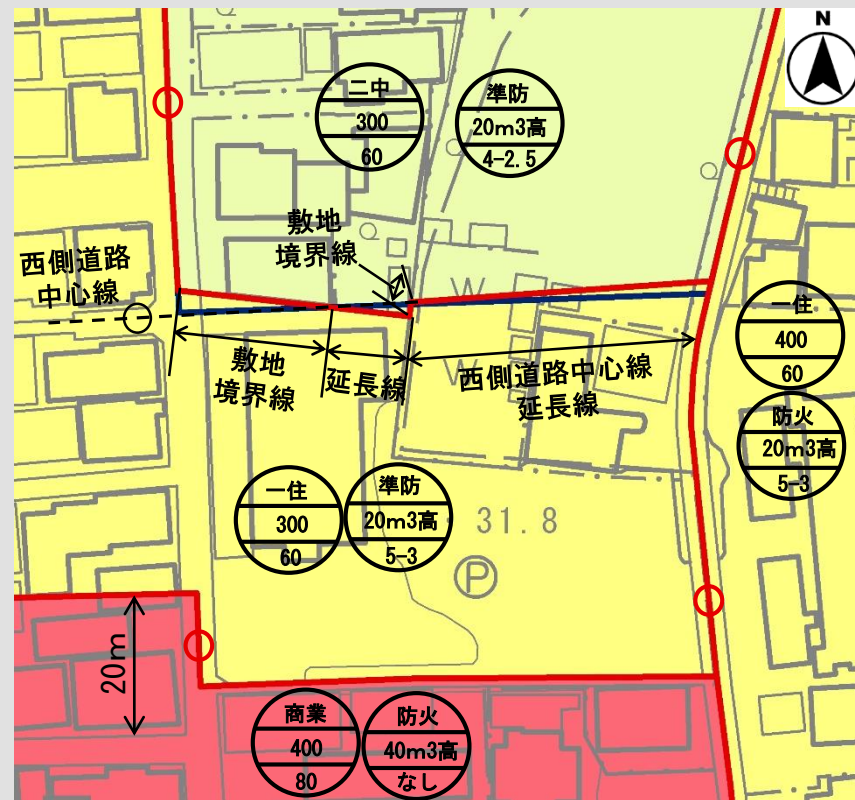 N
二中
300
60
準防
20m3高
4-2.5
敷地
境界線
西側道路
中心線
W
一住
400
60
敷地
境界線
延長線
W
西側道路中心線
延長線
防火
20m3高
5-3
一住
300
60
準防
20m3高
5-3
31.8
P
20m
商業
400
80
防火
40m3高
なし